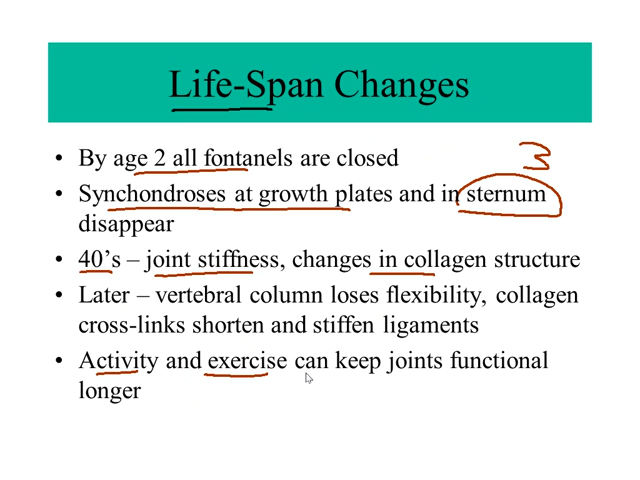 Life-Span Changes
• By age 2 all fontanels are closed
3
• Synchondroses at growth plates and in sternum
disappear
• 40's – joint stiffness, changes in collagen structure
• Later – vertebral column loses flexibility, collagen
cross-links shorten and stiffen ligaments
• Activity and exercise can keep joints functional
longer